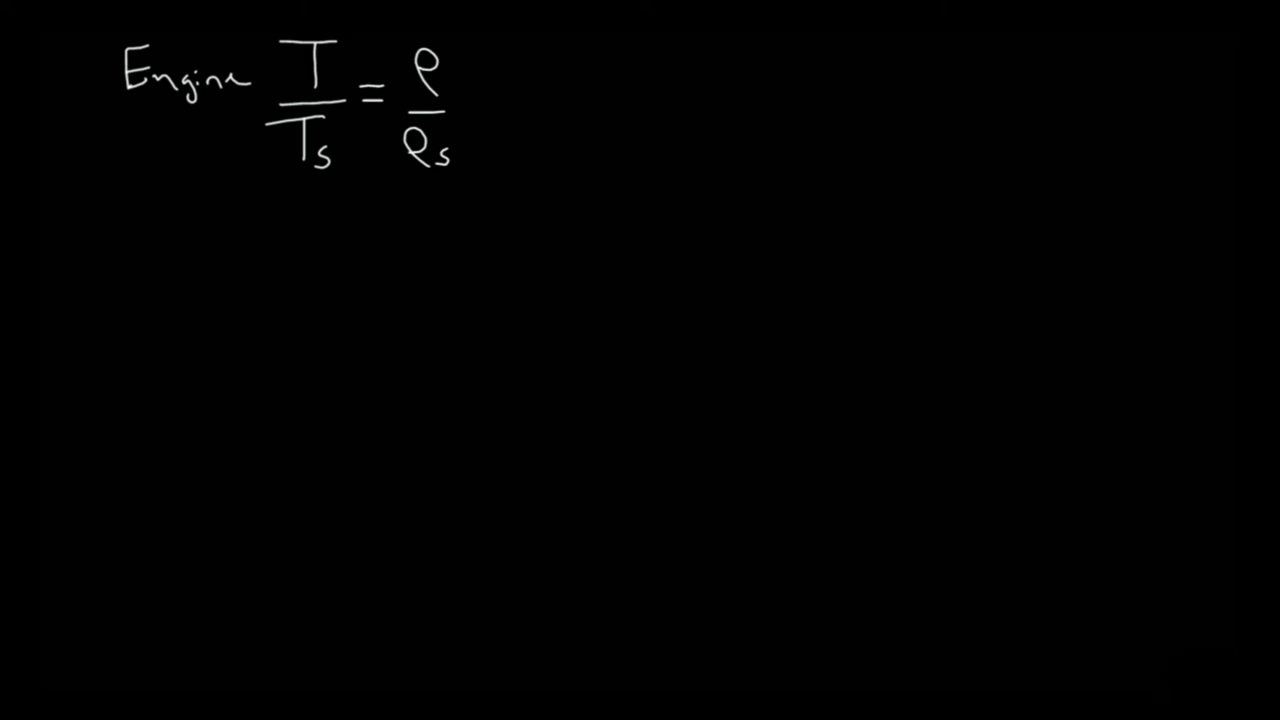 Engine T/Ts = ρ/ρs